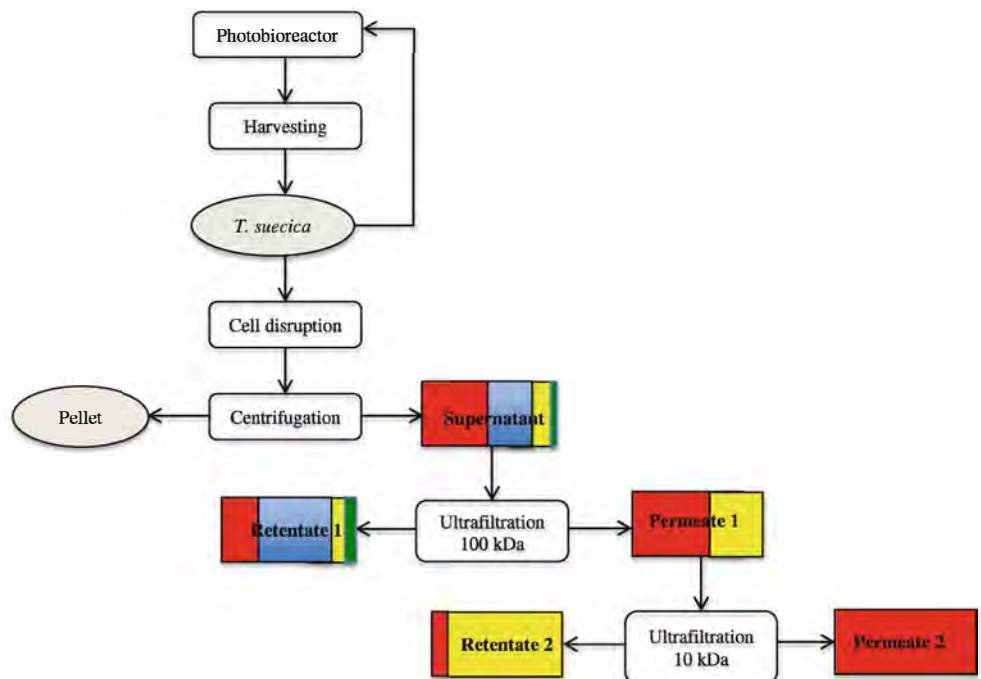 Photobioreactor
Harvesting
T. suecica
Cell disruption
Pellet
Centrifugation
Supernatant
Retentate 1
Ultrafiltration
100 kDa
Permeate 1
Retentate 2
Ultrafiltration
10 kDa
Permeate 2